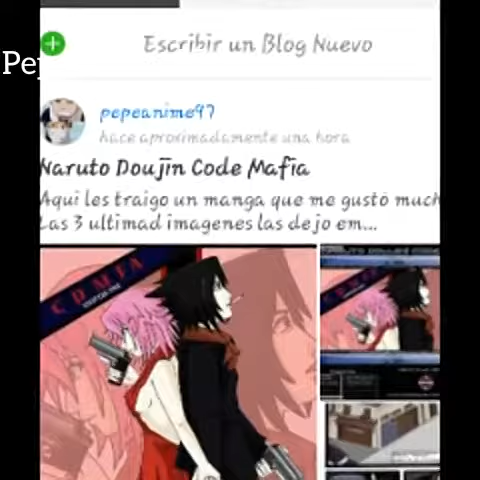 Escribir un Blog Nuevo
Pe
pepeanime97
hace aproximadamente una hora
Naruto Doujin Code Mafia
Aqui les traigo un manga que me gustó much
Las 3 ultimad imagenes las dejo em...